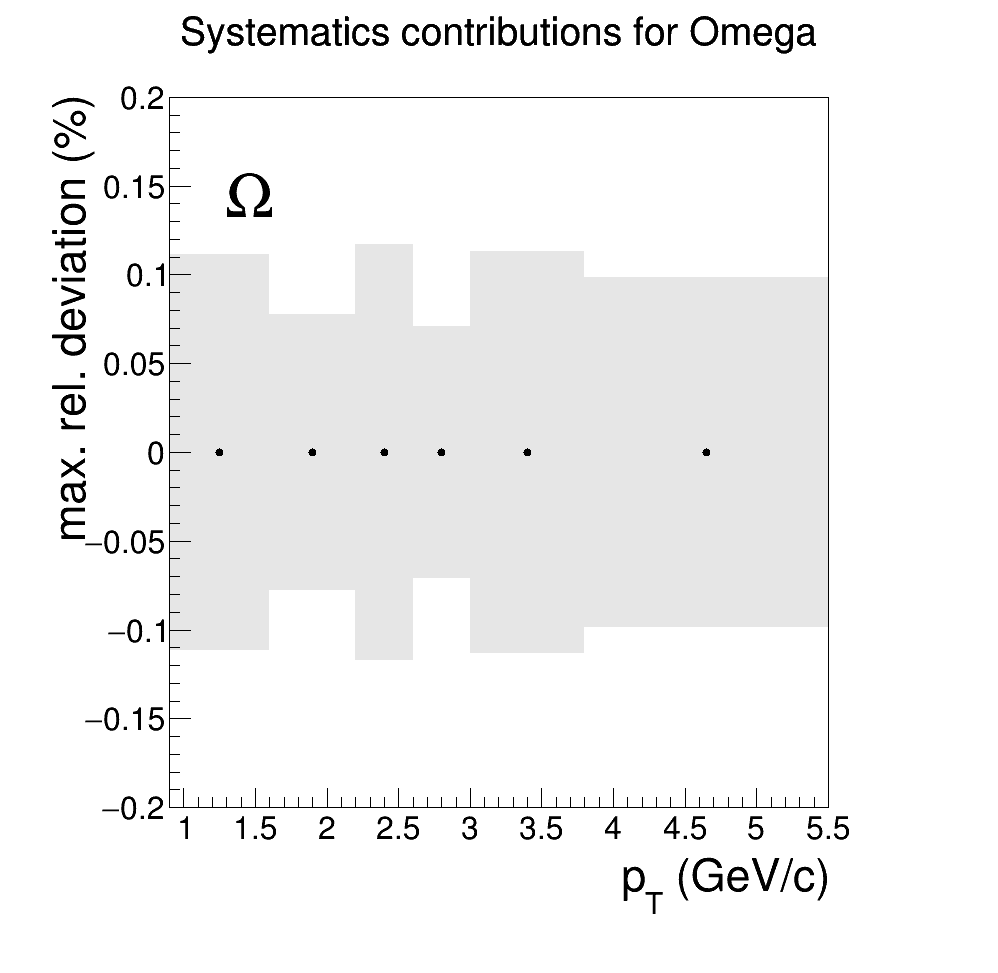 Systematics contributions for Omega
max. rel. deviation (%)
0.2
0.15
0.1
0.05
0
−0.05
−0.1
−0.15
−0.2
Ω
1 1.5 2 2.5 3 3.5 4 4.5 5 5.5
p_T (GeV/c)